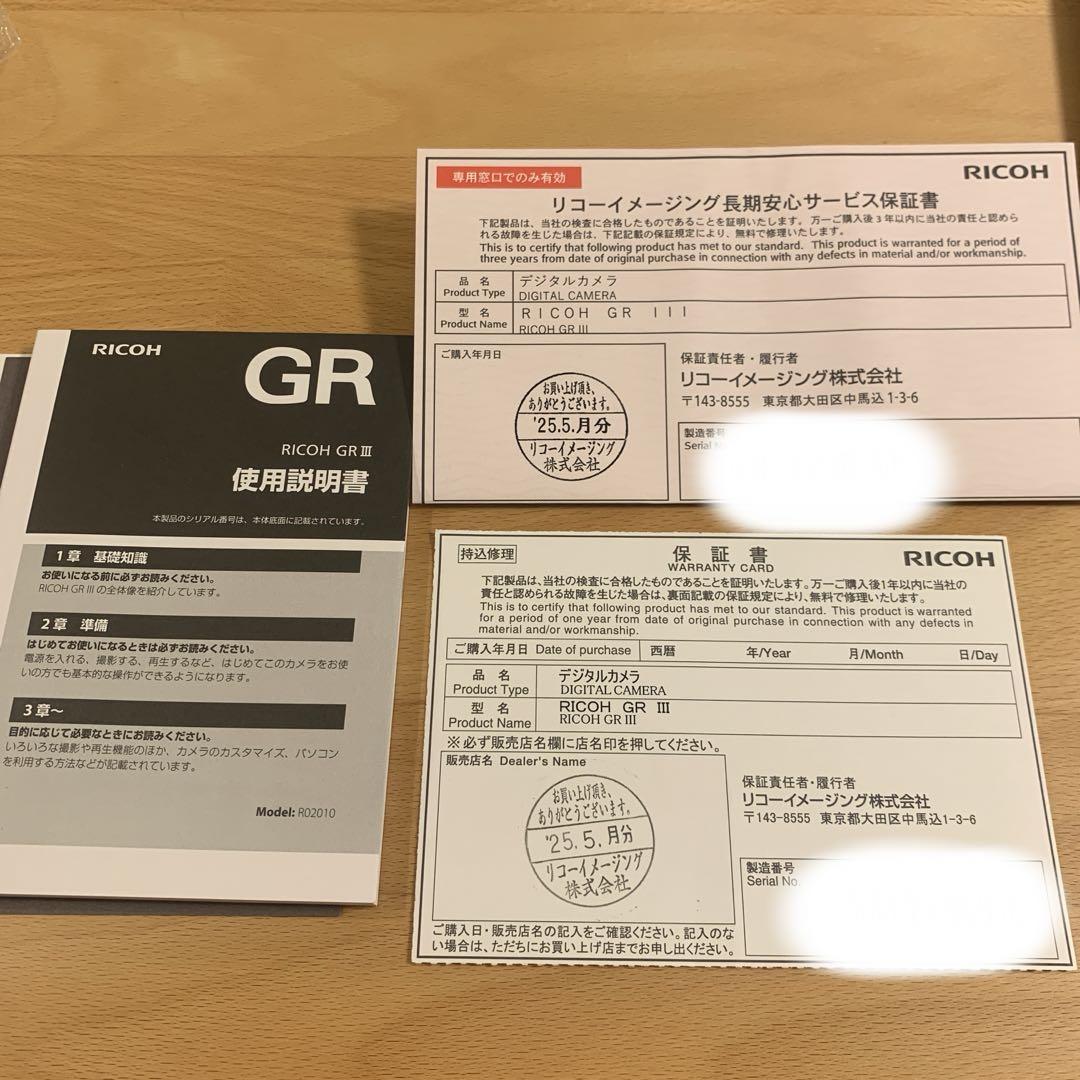 RICOH
GR
RICOH GR III
使用説明書
本製品のシリアル番号は、本体底面に記載されています。
1章 基礎知識
お使いになる前に必ずお読みください。
RICOH GR III の全体像を紹介しています。
2章 準備
はじめてお使いになるときは必ずお読みください。
電源を入れる、撮影する、再生するなど、はじめてこのカメラをお使
いの方でも基本的な操作ができるようになります。
3章～
目的に応じて必要なときにお読みください。
いろいろな撮影や再生機能のほか、カメラのカスタマイズ、パソコン
を利用する方法などが記載されています。
Model: R02010
専用窓口でのみ有効
RICOH
リコーイメージング長期安心サービス保証書
下記製品は、当社の検査に合格したものであることを証明いたします。万一ご購入後3年以内に当社の責任と認めら
れる故障を生じた場合は、下記記載の保証規定により、無料で修理いたします。
This is to certify that following product has met to our standard. This product is warranted for a period of
three years from date of original purchase in connection with any defects in material and/or workmanship.
品 名 デジタルカメラ
Product Type DIGITAL CAMERA
型 名 RICOH GR III
Product Name RICOH GR III
ご購入年月日
お買い上げ頂き、
ありがとうございます。
'25.5.月分
リコーイメージング
株式会社
保証責任者・履行者
リコーイメージング株式会社
〒143-8555 東京都大田区中馬込1-3-6
製造番号
Serial N
持込修理
保 証 書
RICOH
WARRANTY CARD
下記製品は、当社の検査に合格したものであることを証明いたします。万一ご購入後1年以内に当社の
責任と認められる故障を生じた場合は、裏面記載の保証規定により、無料で修理いたします。
This is to certify that following product has met to our standard. This product is warranted
for a period of one year from date of original purchase in connection with any defects in
material and/or workmanship.
ご購入年月日 Date of purchase 西暦 年/Year 月/Month 日/Day
品 名 デジタルカメラ
Product Type DIGITAL CAMERA
型 名 RICOH GR III
Product Name RICOH GR III
※必ず販売店名欄に店名印を押してください。
販売店名 Dealer's Name
お買い上げ頂き、
ありがとうございます。
'25.5.月分
リコーイメージング
株式会社
保証責任者・履行者
リコーイメージング株式会社
〒143-8555 東京都大田区中馬込1-3-6
製造番号
Serial No.
ご購入日・販売店名の記入をご確認ください。記入のな
い場合は、ただちにお買い上げ店までお申し出ください。